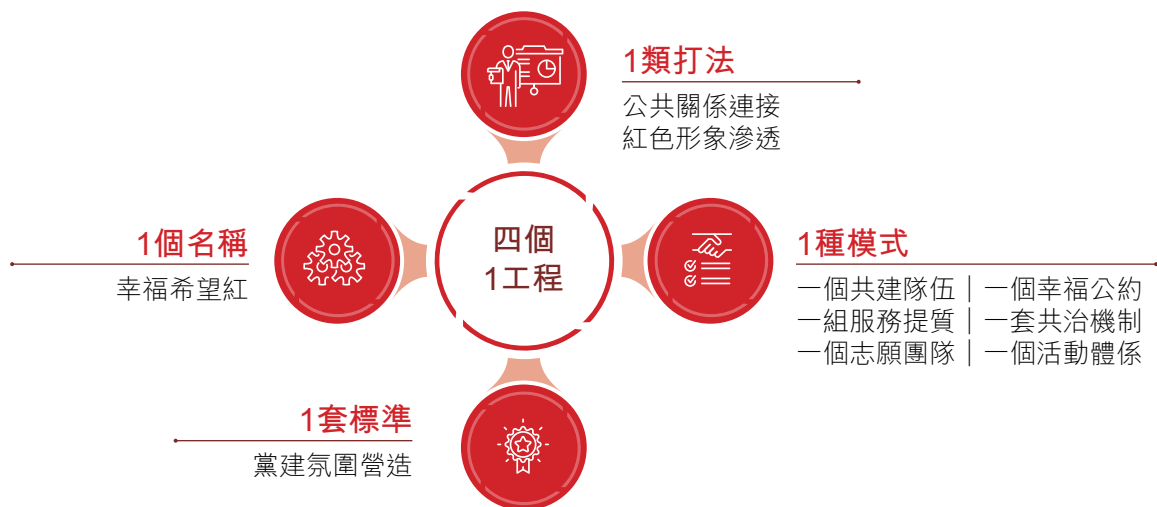 1類打法
公共關係連接
紅色形象滲透
1個名稱
幸福希望紅
四個
1工程
1種模式
一個共建隊伍｜一個幸福公約
一組服務提質｜一套共治機制
一個志願團隊｜一個活動體係
1套標準
黨建氛圍營造